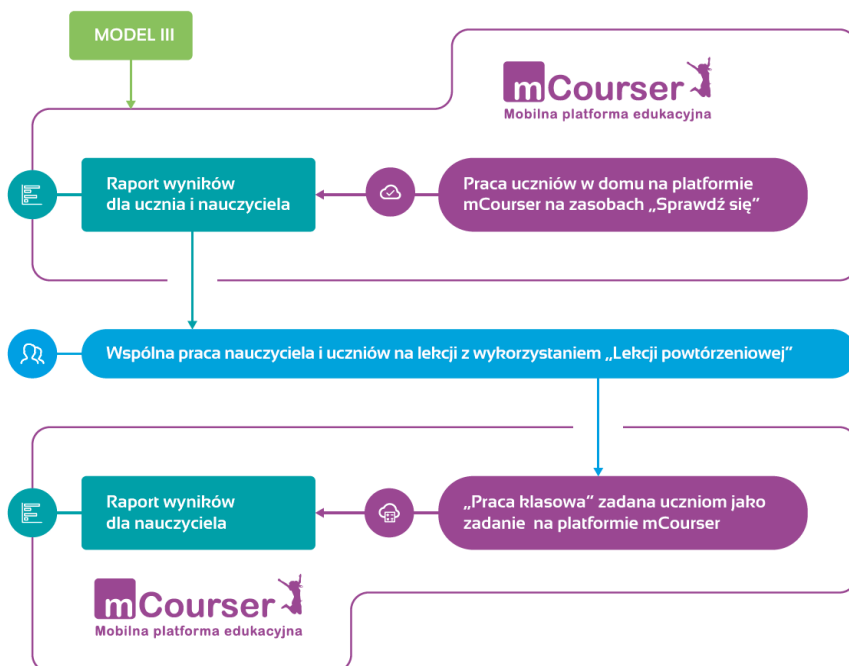 MODEL III
mCourser
Mobilna platforma edukacyjna
Raport wyników
dla ucznia i nauczyciela
Praca uczniów w domu na platformie
mCourser na zasobach „Sprawdź się”
Wspólna praca nauczyciela i uczniów na lekcji z wykorzystaniem „Lekcji powtórzeniowej”
Raport wyników
dla nauczyciela
„Praca klasowa” zadana uczniom jako
zadanie na platformie mCourser
mCourser
Mobilna platforma edukacyjna